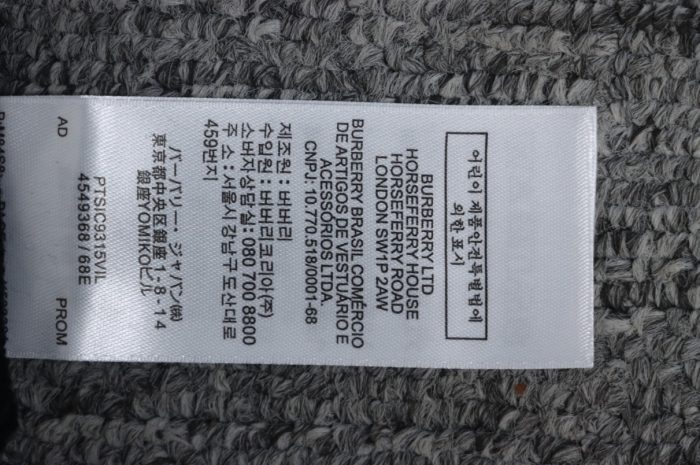 어린이 제품안전특별법에
의한 표시
BURBERRY LTD
HORSEFERRY HOUSE
HORSEFERRY ROAD
LONDON SW1P 2AW
BURBERRY BRASIL COMÉRCIO
DE ARTIGOS DE VESTUÁRIO E
ACESSÓRIOS LTDA.
CNPJ: 10.770.518/0001-68
제조원 : 버버리
수입원 : 버버리코리아(주)
소비자상담실: 080 700 8800
주 소 : 서울시 강남구 도산대로
459번지
バーバリー・ジャパン㈱
東京都中央区銀座 1 - 8 - 14
銀座YOMIKOビル
PTSIC9315VIL
4549368 / 68E
AD PROM